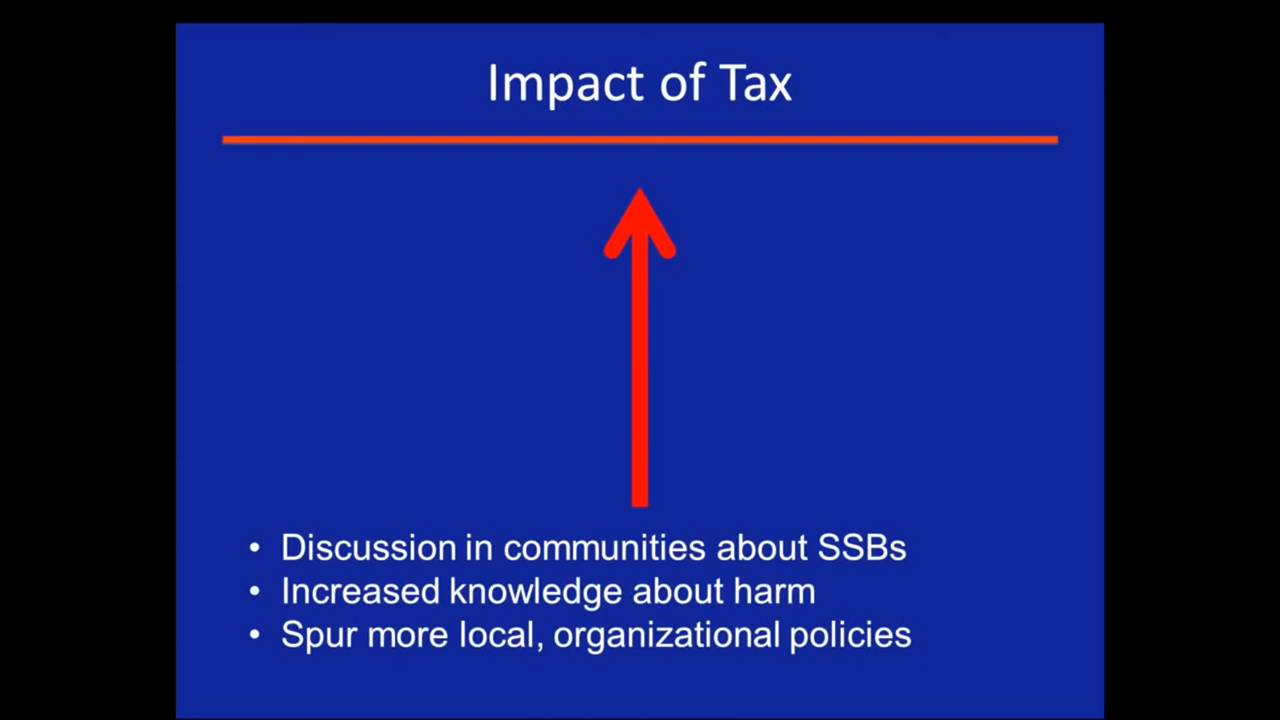 Impact of Tax
• Discussion in communities about SSBs
• Increased knowledge about harm
• Spur more local, organizational policies